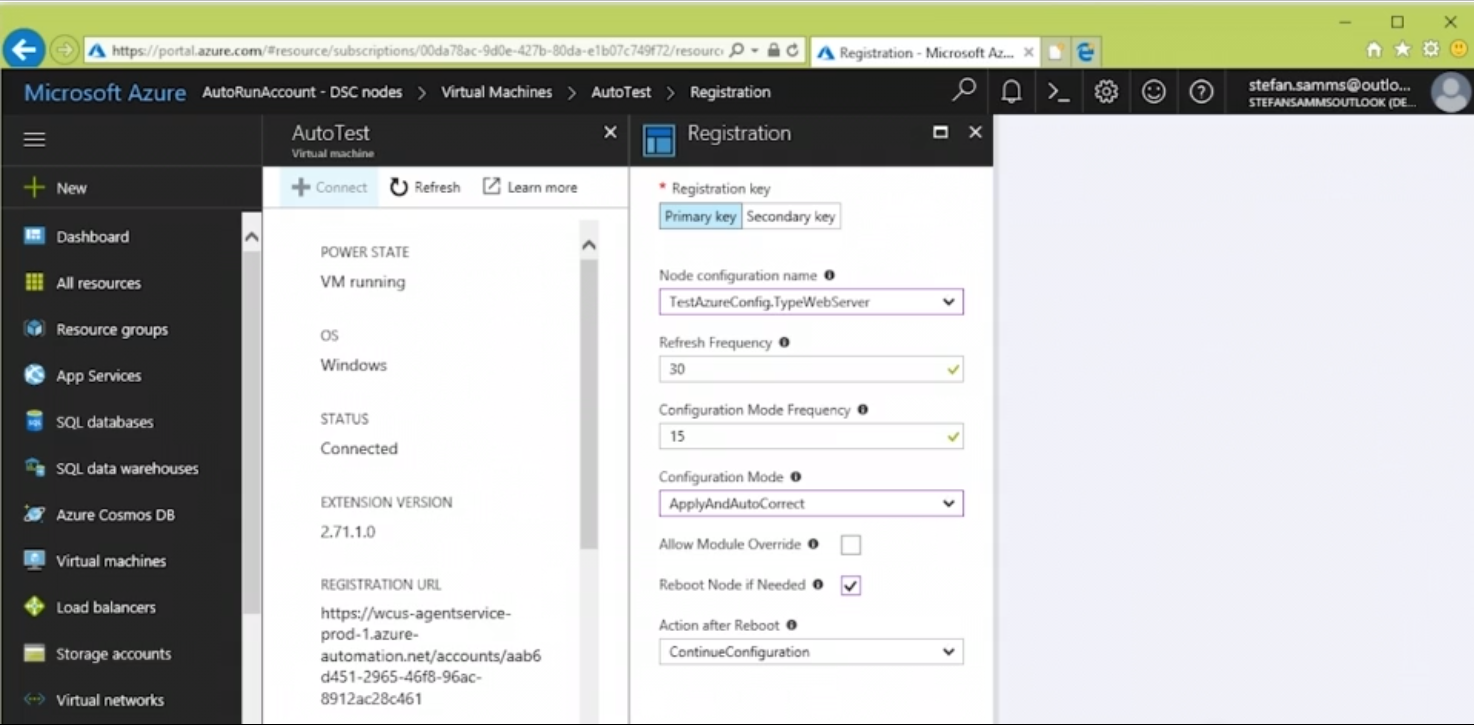 https://portal.azure.com/#resource/subscriptions/00da78ac-9d0e-427b-80da-e1b07c749f72/resourc
Registration - Microsoft Az...
Microsoft Azure AutoRunAccount - DSC nodes > Virtual Machines > AutoTest > Registration
stefan.samms@outlo...
STEFANSAMMSOUTLOOK (DE...
New
Dashboard
All resources
Resource groups
App Services
SQL databases
SQL data warehouses
Azure Cosmos DB
Virtual machines
Load balancers
Storage accounts
Virtual networks
AutoTest
Virtual machine
Connect Refresh Learn more
POWER STATE
VM running
OS
Windows
STATUS
Connected
EXTENSION VERSION
2.71.1.0
REGISTRATION URL
https://wcus-agentservice-
prod-1.azure-
automation.net/accounts/aab6
d451-2965-46f8-96ac-
8912ac28c461
Registration
* Registration key
Primary key Secondary key
Node configuration name
TestAzureConfig.TypeWebServer
Refresh Frequency
30
Configuration Mode Frequency
15
Configuration Mode
ApplyAndAutoCorrect
Allow Module Override
Reboot Node if Needed
Action after Reboot
ContinueConfiguration